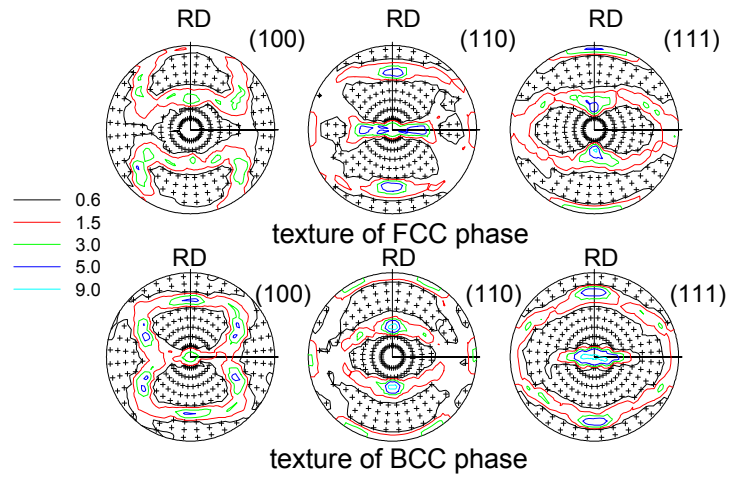 RD RD RD
(100) (110) (111)
0.6
1.5
3.0
5.0
9.0
texture of FCC phase
RD RD RD
(100) (110) (111)
texture of BCC phase